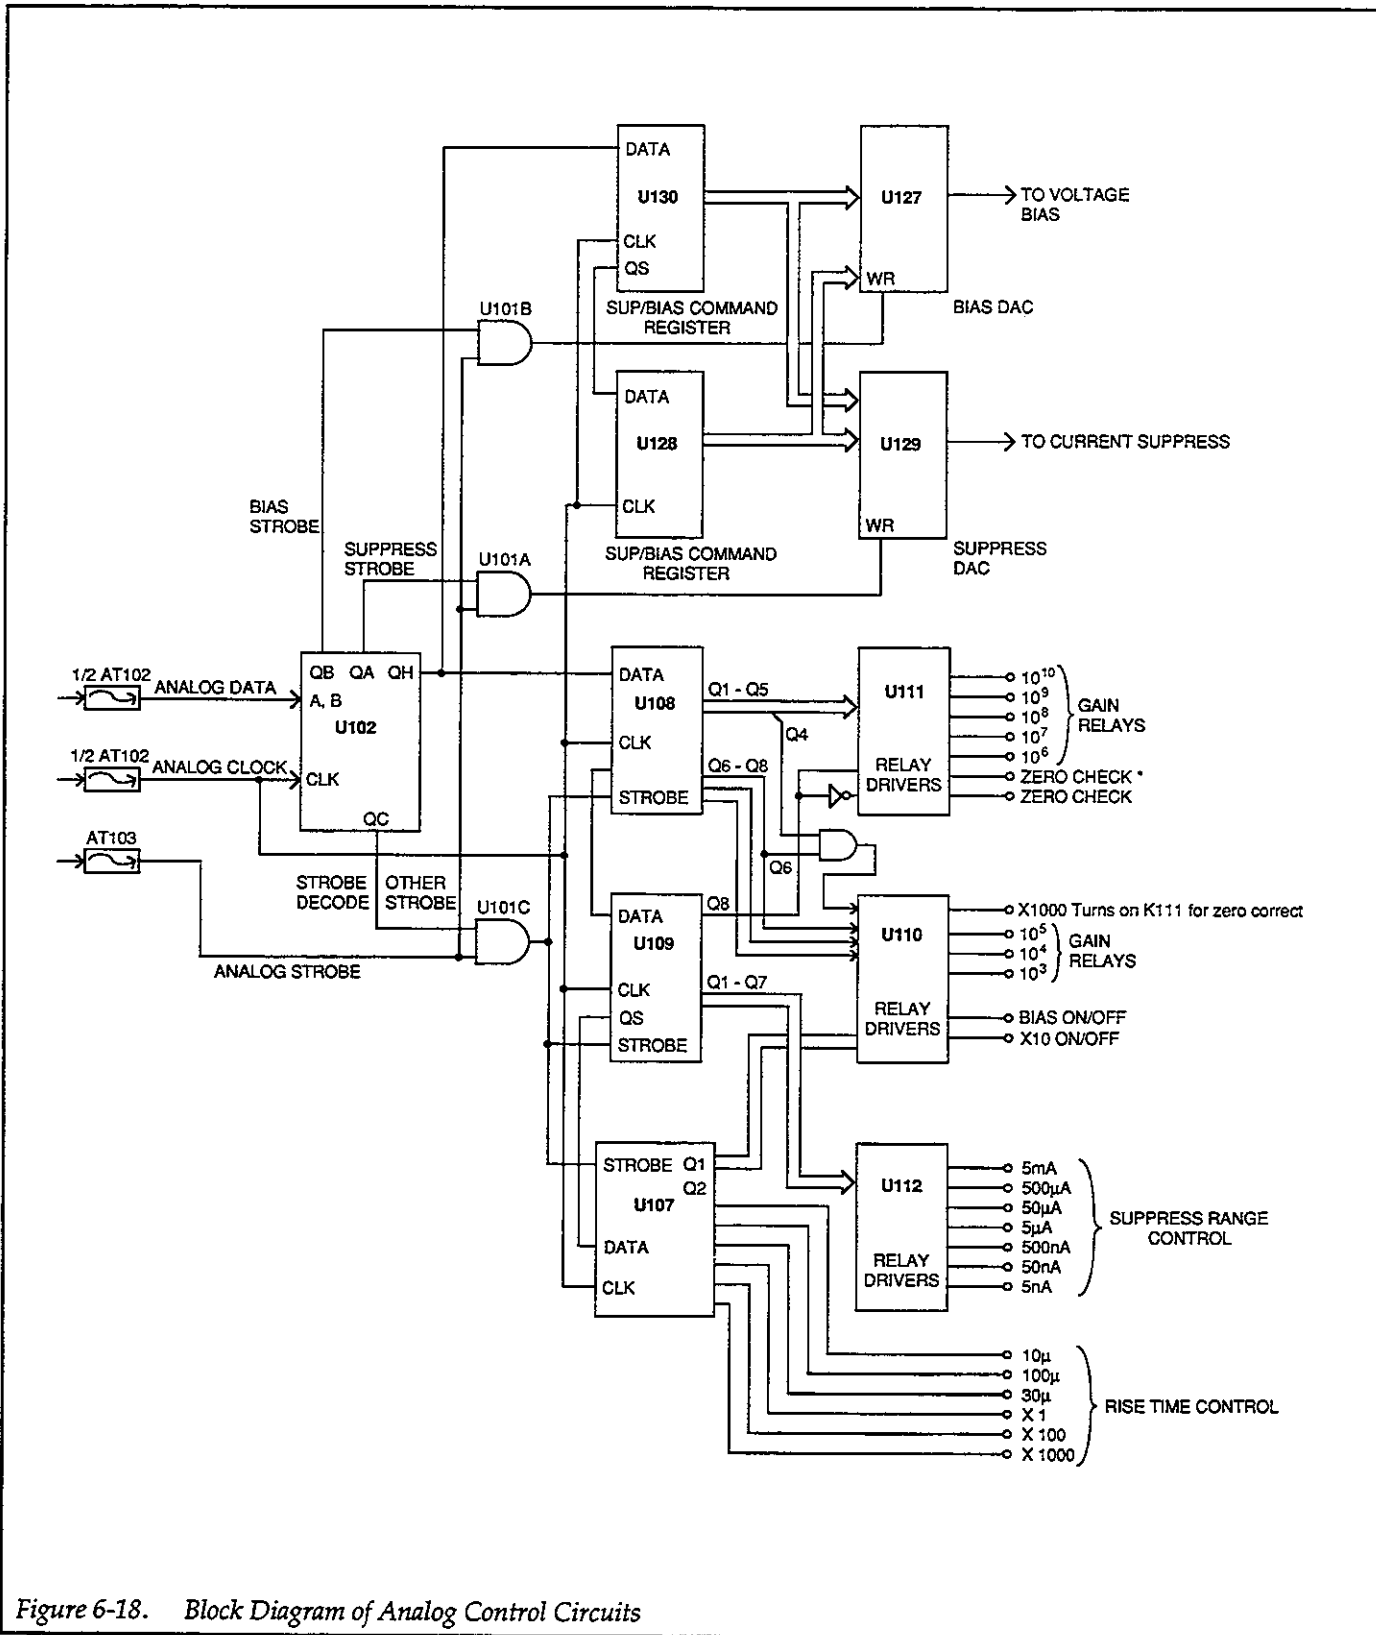 DATA
U130
CLK
QS
SUP/BIAS COMMAND
REGISTER
U127
WR
BIAS DAC
TO VOLTAGE
BIAS
U101B
DATA
U128
CLK
SUP/BIAS COMMAND
REGISTER
U129
WR
SUPPRESS
DAC
TO CURRENT SUPPRESS
BIAS
STROBE
SUPPRESS
STROBE
U101A
1/2 AT102
ANALOG DATA
1/2 AT102
ANALOG CLOCK
AT103
QB QA QH
A, B
U102
CLK
QC
STROBE
DECODE
OTHER
STROBE
U101C
ANALOG STROBE
DATA
U108
CLK
STROBE
Q1 - Q5
Q4
Q6 - Q8
Q6
U111
RELAY
DRIVERS
10¹⁰
10⁹
10⁸
10⁷
10⁶
GAIN
RELAYS
ZERO CHECK *
ZERO CHECK
DATA
U109
CLK
QS
STROBE
Q8
Q1 - Q7
U110
RELAY
DRIVERS
X1000 Turns on K111 for zero correct
10⁵
10⁴
10³
GAIN
RELAYS
BIAS ON/OFF
X10 ON/OFF
STROBE Q1
Q2
U107
DATA
CLK
U112
RELAY
DRIVERS
5mA
500µA
50µA
5µA
500nA
50nA
5nA
SUPPRESS RANGE
CONTROL
10µ
100µ
30µ
X 1
X 100
X 1000
RISE TIME CONTROL
Figure 6-18. Block Diagram of Analog Control Circuits